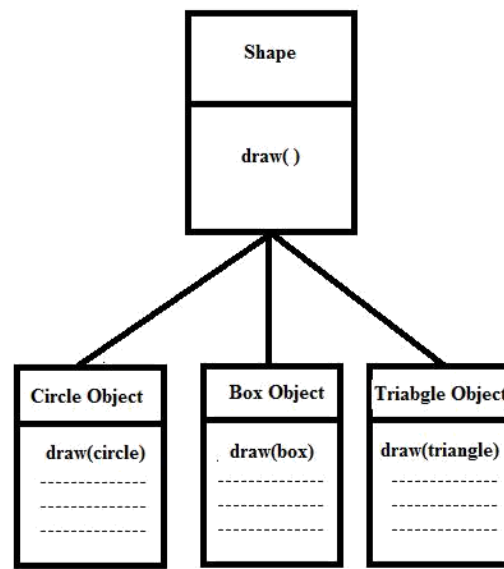 Shape
draw( )
Circle Object
draw(circle)
Box Object
draw(box)
Triabgle Object
draw(triangle)